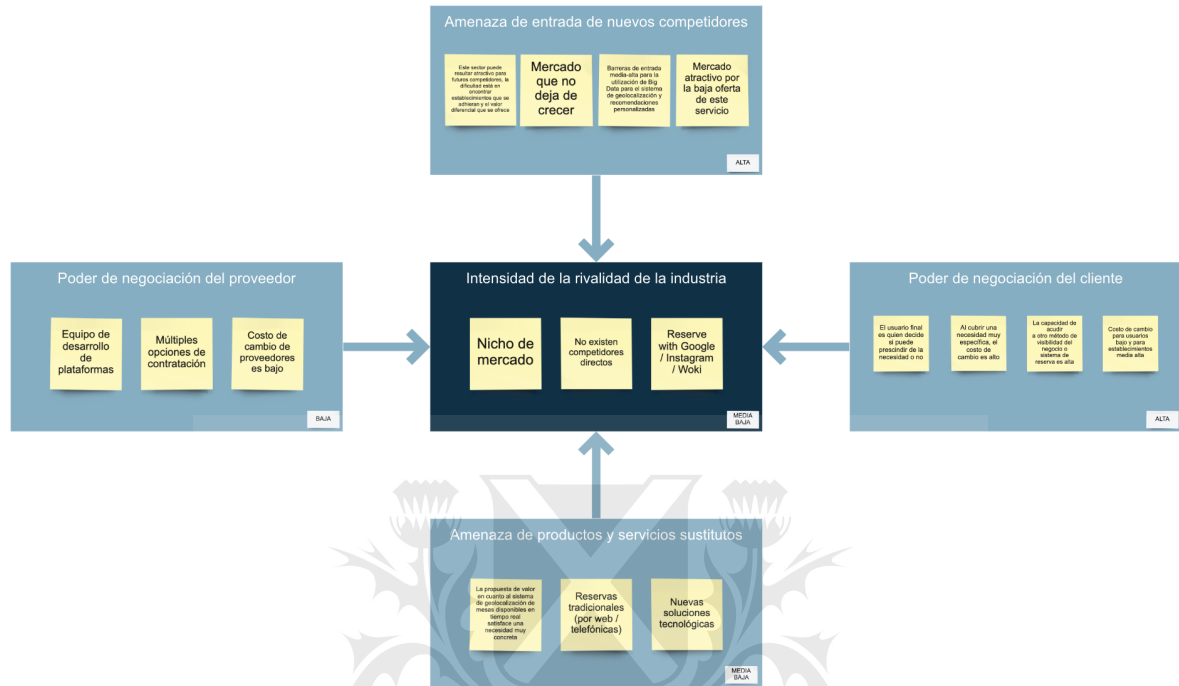 Amenaza de entrada de nuevos competidores
Este sector puede
resultar atractivo para
futuros competidores, la
dificultad está en
encontrar
establecimientos que se
adhieran y el valor
diferencial que se ofrece
Mercado
que no
deja de
crecer
Barreras de entrada
media-alta para la
utilización de Big
Data para el sistema
de geolocalización y
recomendaciones
personalizadas
Mercado
atractivo por
la baja oferta
de este
servicio
ALTA
Poder de negociación del proveedor
Equipo de
desarrollo
de
plataformas
Múltiples
opciones de
contratación
Costo de
cambio de
proveedores
es bajo
BAJA
Intensidad de la rivalidad de la industria
Nicho de
mercado
No existen
competidores
directos
Reserve
with Google
/ Instagram
/ Woki
MEDIA
BAJA
Poder de negociación del cliente
El usuario final
es quien decide
si puede
prescindir de la
necesidad o no
Al cubrir una
necesidad muy
específica, el
costo de
cambio es alto
La capacidad de
acudir
a otro método de
visibilidad del
negocio o
sistema de
reserva es alta
Costo de cambio
para usuarios
bajo y para
establecimientos
media alta
ALTA
Amenaza de productos y servicios sustitutos
La propuesta de valor
en cuanto al sistema
de geolocalización de
meses disponibles en
tiempo real
satisface una
necesidad muy
concreta
Reservas
tradicionales
(por web /
telefónicas)
Nuevas
soluciones
tecnológicas
MEDIA
BAJA